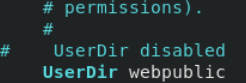 # permissions).
#
#    UserDir disabled
UserDir webpublic